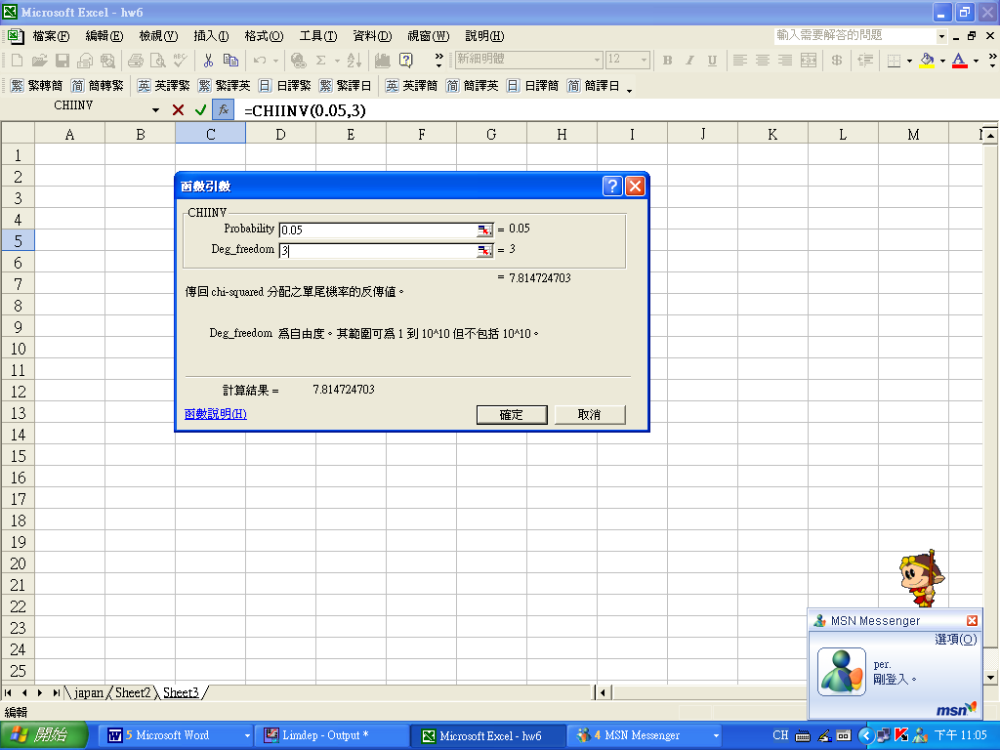 Microsoft Excel - hw6
檔案(F) 編輯(E) 檢視(V) 插入(I) 格式(O) 工具(T) 資料(D) 視窗(W) 說明(H) 輸入需要解答的問題
新細明體 12 B I U $
繁轉簡 簡轉繁 英譯繁 繁譯英 日譯繁 繁譯日 英譯簡 簡譯英 日譯簡 簡譯日
CHIINV =CHIINV(0.05,3)
A B C D E F G H I J K L M
1
2
3
4
5
6
7
8
9
10
11
12
13
14
15
16
17
18
19
20
21
22
23
24
25
函數引數
CHIINV
Probability 0.05 = 0.05
Deg_freedom 3 = 3
= 7.814724703
傳回 chi-squared 分配之單尾機率的反傳值。
Deg_freedom 為自由度。其範圍可為 1 到 10^10 但不包括 10^10。
計算結果 = 7.814724703
函數說明(H) 確定 取消
MSN Messenger
選項(O)
per.
剛登入。
msn
japan Sheet2 Sheet3
編輯
開始 5 Microsoft Word Limdep - Output * Microsoft Excel - hw6 4 MSN Messenger CH 下午 11:05